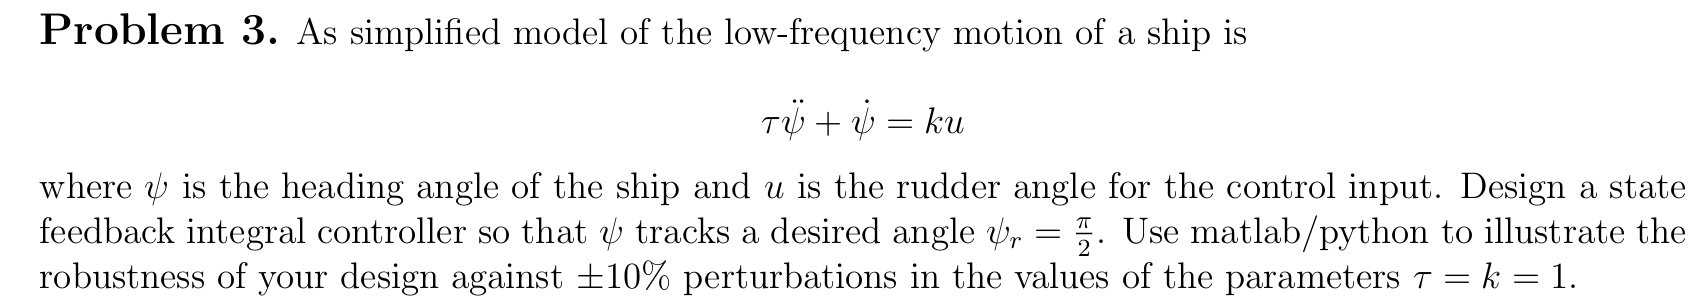 Problem 3. As simplified model of the low-frequency motion of a ship is
τψ̈ + ψ̇ = ku
where ψ is the heading angle of the ship and u is the rudder angle for the control input. Design a state
feedback integral controller so that ψ tracks a desired angle ψᵣ = π/2. Use matlab/python to illustrate the
robustness of your design against ±10% perturbations in the values of the parameters τ = k = 1.